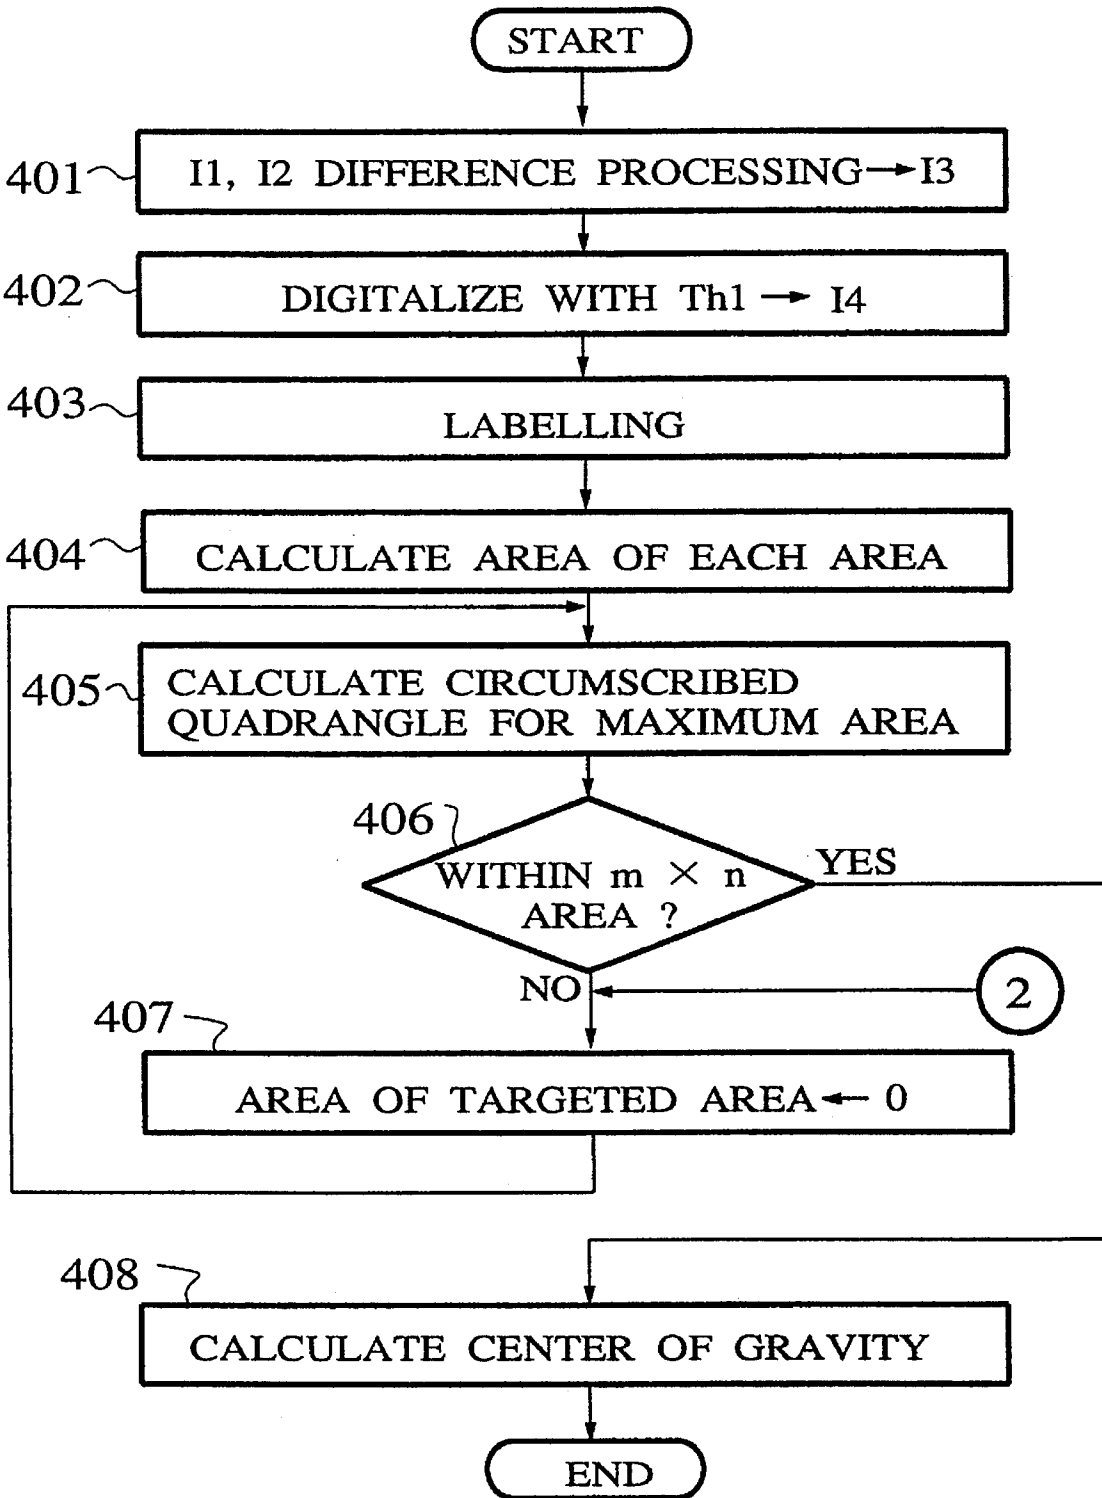 START
401
I1, I2 DIFFERENCE PROCESSING→I3
402
DIGITALIZE WITH Th1 → I4
403
LABELLING
404
CALCULATE AREA OF EACH AREA
405
CALCULATE CIRCUMSCRIBED
QUADRANGLE FOR MAXIMUM AREA
406
WITHIN m × n
AREA ?
YES
NO
2
407
AREA OF TARGETED AREA← 0
408
CALCULATE CENTER OF GRAVITY
END